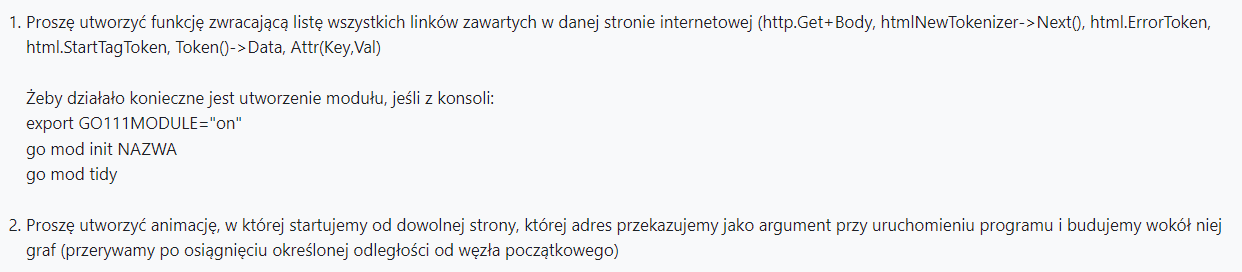 1. Proszę utworzyć funkcję zwracającą listę wszystkich linków zawartych w danej stronie internetowej (http.Get+Body, htmlNewTokenizer->Next(), html.ErrorToken,
html.StartTagToken, Token()->Data, Attr(Key,Val)
Żeby działało konieczne jest utworzenie modułu, jeśli z konsoli:
export GO111MODULE="on"
go mod init NAZWA
go mod tidy
2. Proszę utworzyć animację, w której startujemy od dowolnej strony, której adres przekazujemy jako argument przy uruchomieniu programu i budujemy wokół niej
graf (przerywamy po osiągnięciu określonej odległości od węzła początkowego)